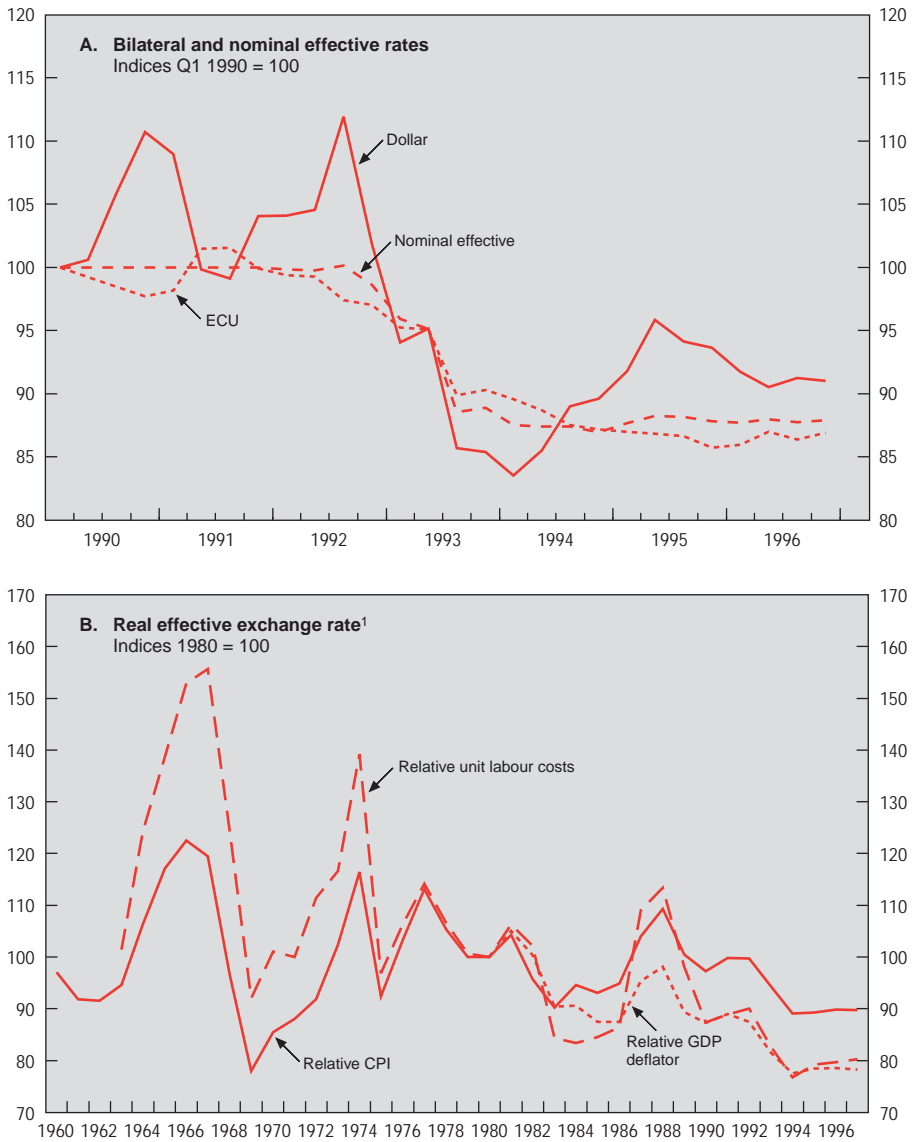 A. Bilateral and nominal effective rates
Indices Q1 1990 = 100
120 120
115 115
110 110
105 105
100 100
95 95
90 90
85 85
80 80
Dollar
Nominal effective
ECU
1990 1991 1992 1993 1994 1995 1996
B. Real effective exchange rate¹
Indices 1980 = 100
170 170
160 160
150 150
140 140
130 130
120 120
110 110
100 100
90 90
80 80
70 70
Relative unit labour costs
Relative CPI
Relative GDP
deflator
1960 1962 1964 1966 1968 1970 1972 1974 1976 1978 1980 1982 1984 1986 1988 1990 1992 1994 1996